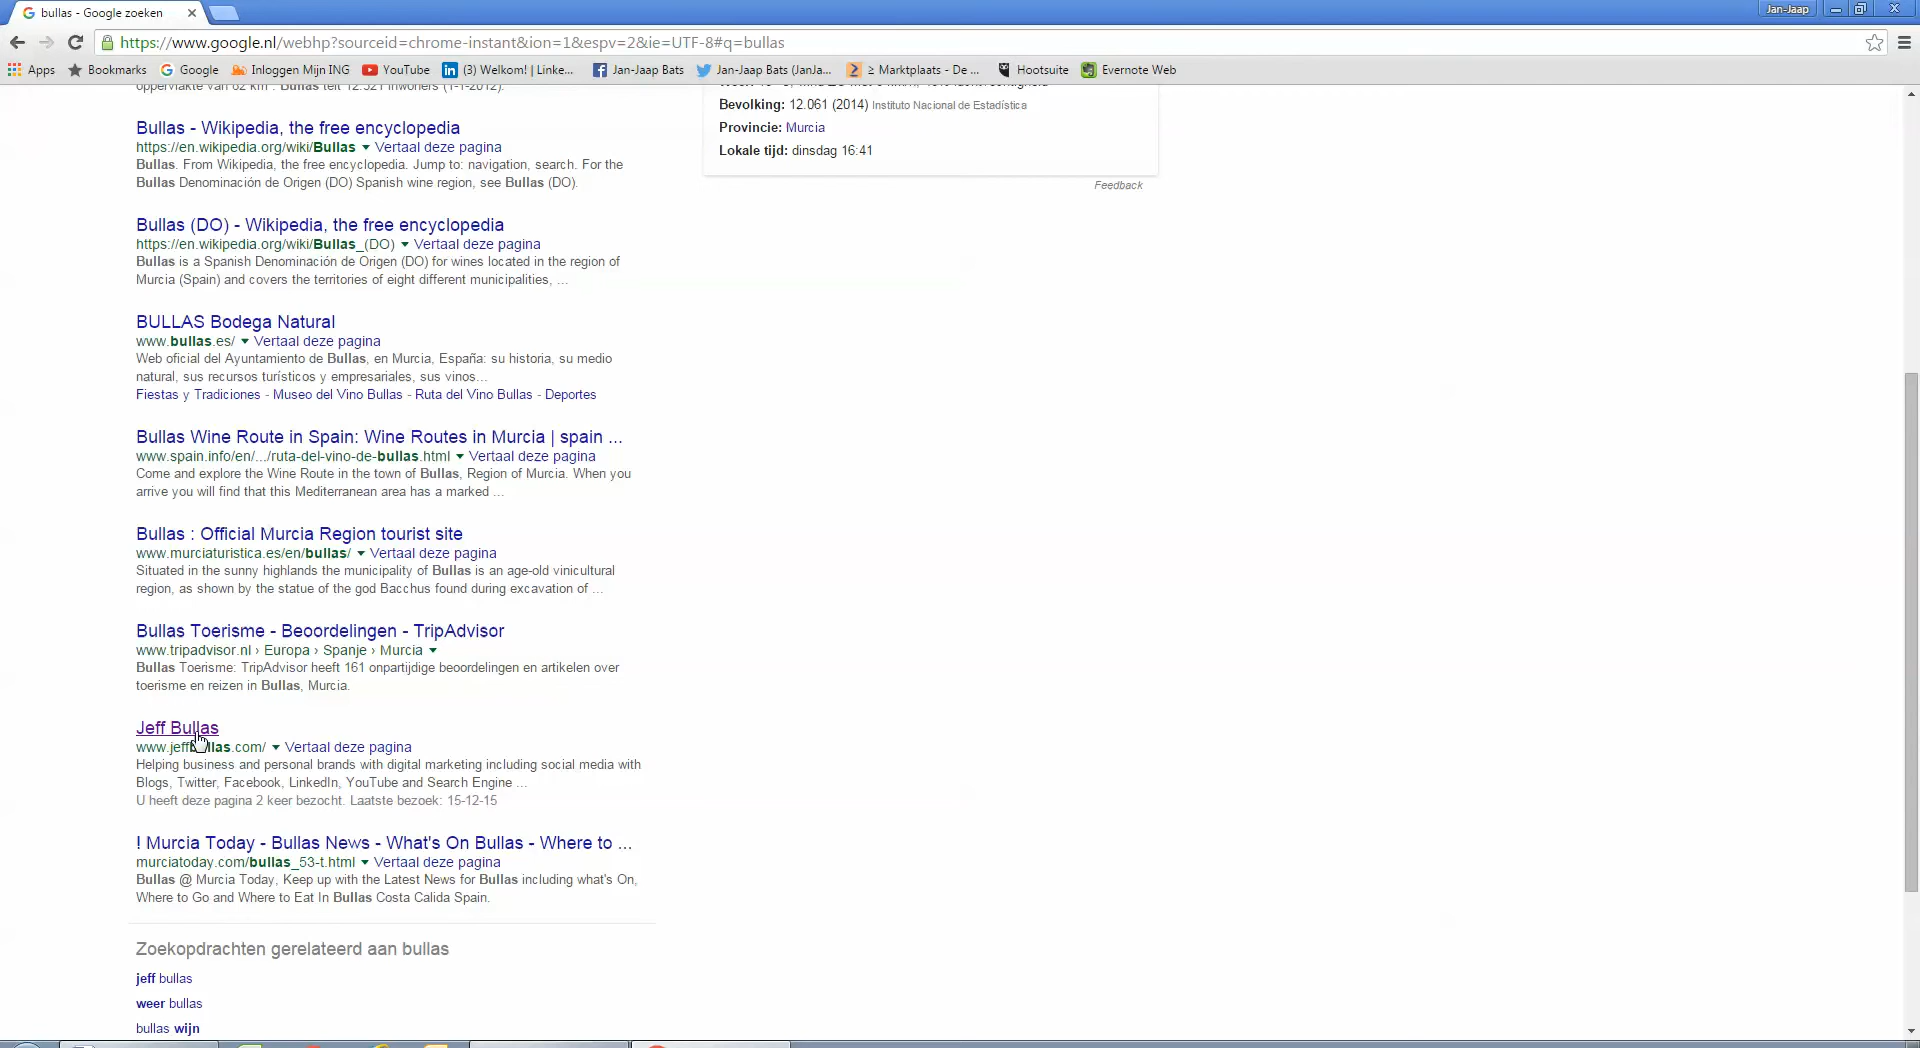 bullas - Google zoeken
Jan-Jaap
https://www.google.nl/webhp?sourceid=chrome-instant&ion=1&espv=2&ie=UTF-8#q=bullas
Apps Bookmarks Google Inloggen Mijn ING YouTube (3) Welkom! | Linke... Jan-Jaap Bats Jan-Jaap Bats (JanJa... ≥ Marktplaats - De ... Hootsuite Evernote Web
oppervlakte van 62 km². Bullas telt 12.521 inwoners (1-1-2012).
Bullas - Wikipedia, the free encyclopedia
https://en.wikipedia.org/wiki/Bullas Vertaal deze pagina
Bullas. From Wikipedia, the free encyclopedia. Jump to: navigation, search. For the
Bullas Denominación de Origen (DO) Spanish wine region, see Bullas (DO).
Bullas (DO) - Wikipedia, the free encyclopedia
https://en.wikipedia.org/wiki/Bullas_(DO) Vertaal deze pagina
Bullas is a Spanish Denominación de Origen (DO) for wines located in the region of
Murcia (Spain) and covers the territories of eight different municipalities, ...
BULLAS Bodega Natural
www.bullas.es/ Vertaal deze pagina
Web oficial del Ayuntamiento de Bullas, en Murcia, España: su historia, su medio
natural, sus recursos turísticos y empresariales, sus vinos...
Fiestas y Tradiciones - Museo del Vino Bullas - Ruta del Vino Bullas - Deportes
Bullas Wine Route in Spain: Wine Routes in Murcia | spain ...
www.spain.info/en/.../ruta-del-vino-de-bullas.html Vertaal deze pagina
Come and explore the Wine Route in the town of Bullas, Region of Murcia. When you
arrive you will find that this Mediterranean area has a marked ...
Bullas : Official Murcia Region tourist site
www.murciaturistica.es/en/bullas/ Vertaal deze pagina
Situated in the sunny highlands the municipality of Bullas is an age-old vinicultural
region, as shown by the statue of the god Bacchus found during excavation of ...
Bullas Toerisme - Beoordelingen - TripAdvisor
www.tripadvisor.nl › Europa › Spanje › Murcia
Bullas Toerisme: TripAdvisor heeft 161 onpartijdige beoordelingen en artikelen over
toerisme en reizen in Bullas, Murcia.
Jeff Bullas
www.jeffbullas.com/ Vertaal deze pagina
Helping business and personal brands with digital marketing including social media with
Blogs, Twitter, Facebook, LinkedIn, YouTube and Search Engine ...
U heeft deze pagina 2 keer bezocht. Laatste bezoek: 15-12-15
! Murcia Today - Bullas News - What's On Bullas - Where to ...
murciatoday.com/bullas_53-t.html Vertaal deze pagina
Bullas @ Murcia Today, Keep up with the Latest News for Bullas including what's On,
Where to Go and Where to Eat In Bullas Costa Calida Spain.
Zoekopdrachten gerelateerd aan bullas
jeff bullas
weer bullas
bullas wijn
Bevolking: 12.061 (2014) Instituto Nacional de Estadística
Provincie: Murcia
Lokale tijd: dinsdag 16:41
Feedback